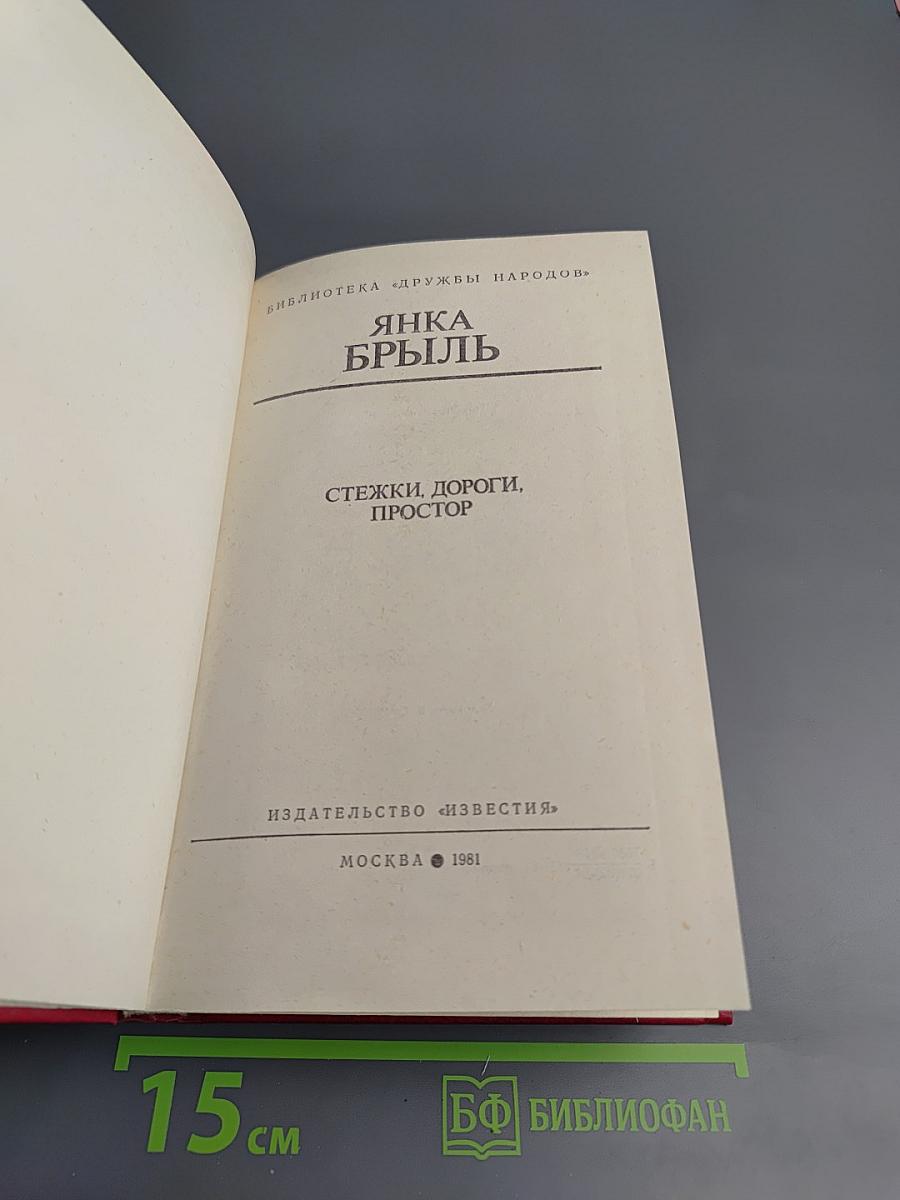 БИБЛИОТЕКА «ДРУЖБЫ НАРОДОВ»
ЯНКА
БРЫЛЬ
СТЕЖКИ, ДОРОГИ,
ПРОСТОР
ИЗДАТЕЛЬСТВО «ИЗВЕСТИЯ»
МОСКВА ● 1981
15 СМ
БФ БИБЛИОФАН